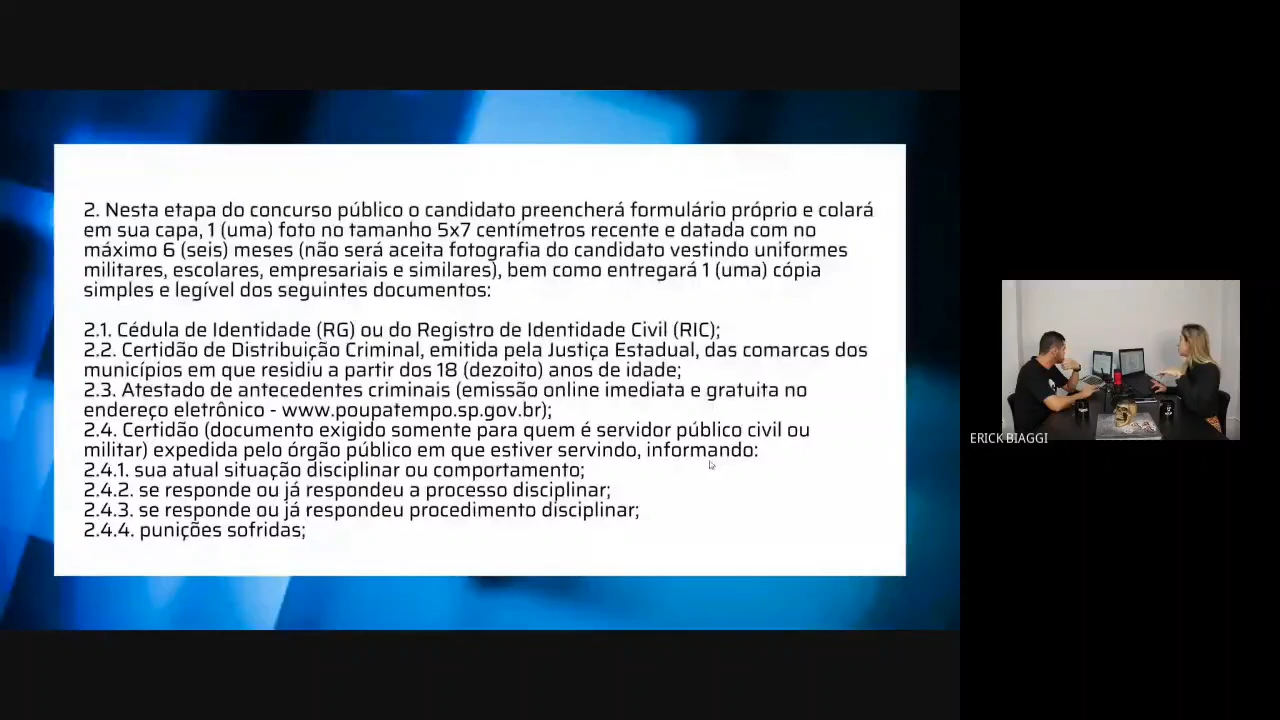 2. Nesta etapa do concurso público o candidato preencherá formulário próprio e colará
em sua capa, 1 (uma) foto no tamanho 5x7 centímetros recente e datada com no
máximo 6 (seis) meses (não será aceita fotografia do candidato vestindo uniformes
militares, escolares, empresariais e similares), bem como entregará 1 (uma) cópia
simples e legível dos seguintes documentos:
2.1. Cédula de Identidade (RG) ou do Registro de Identidade Civil (RIC);
2.2. Certidão de Distribuição Criminal, emitida pela Justiça Estadual, das comarcas dos
municípios em que residiu a partir dos 18 (dezoito) anos de idade;
2.3. Atestado de antecedentes criminais (emissão online imediata e gratuita no
endereço eletrônico - www.poupatempo.sp.gov.br);
2.4. Certidão (documento exigido somente para quem é servidor público civil ou
militar) expedida pelo órgão público em que estiver servindo, informando:
2.4.1. sua atual situação disciplinar ou comportamento;
2.4.2. se responde ou já respondeu a processo disciplinar;
2.4.3. se responde ou já respondeu procedimento disciplinar;
2.4.4. punições sofridas;
ERICK BIAGGI